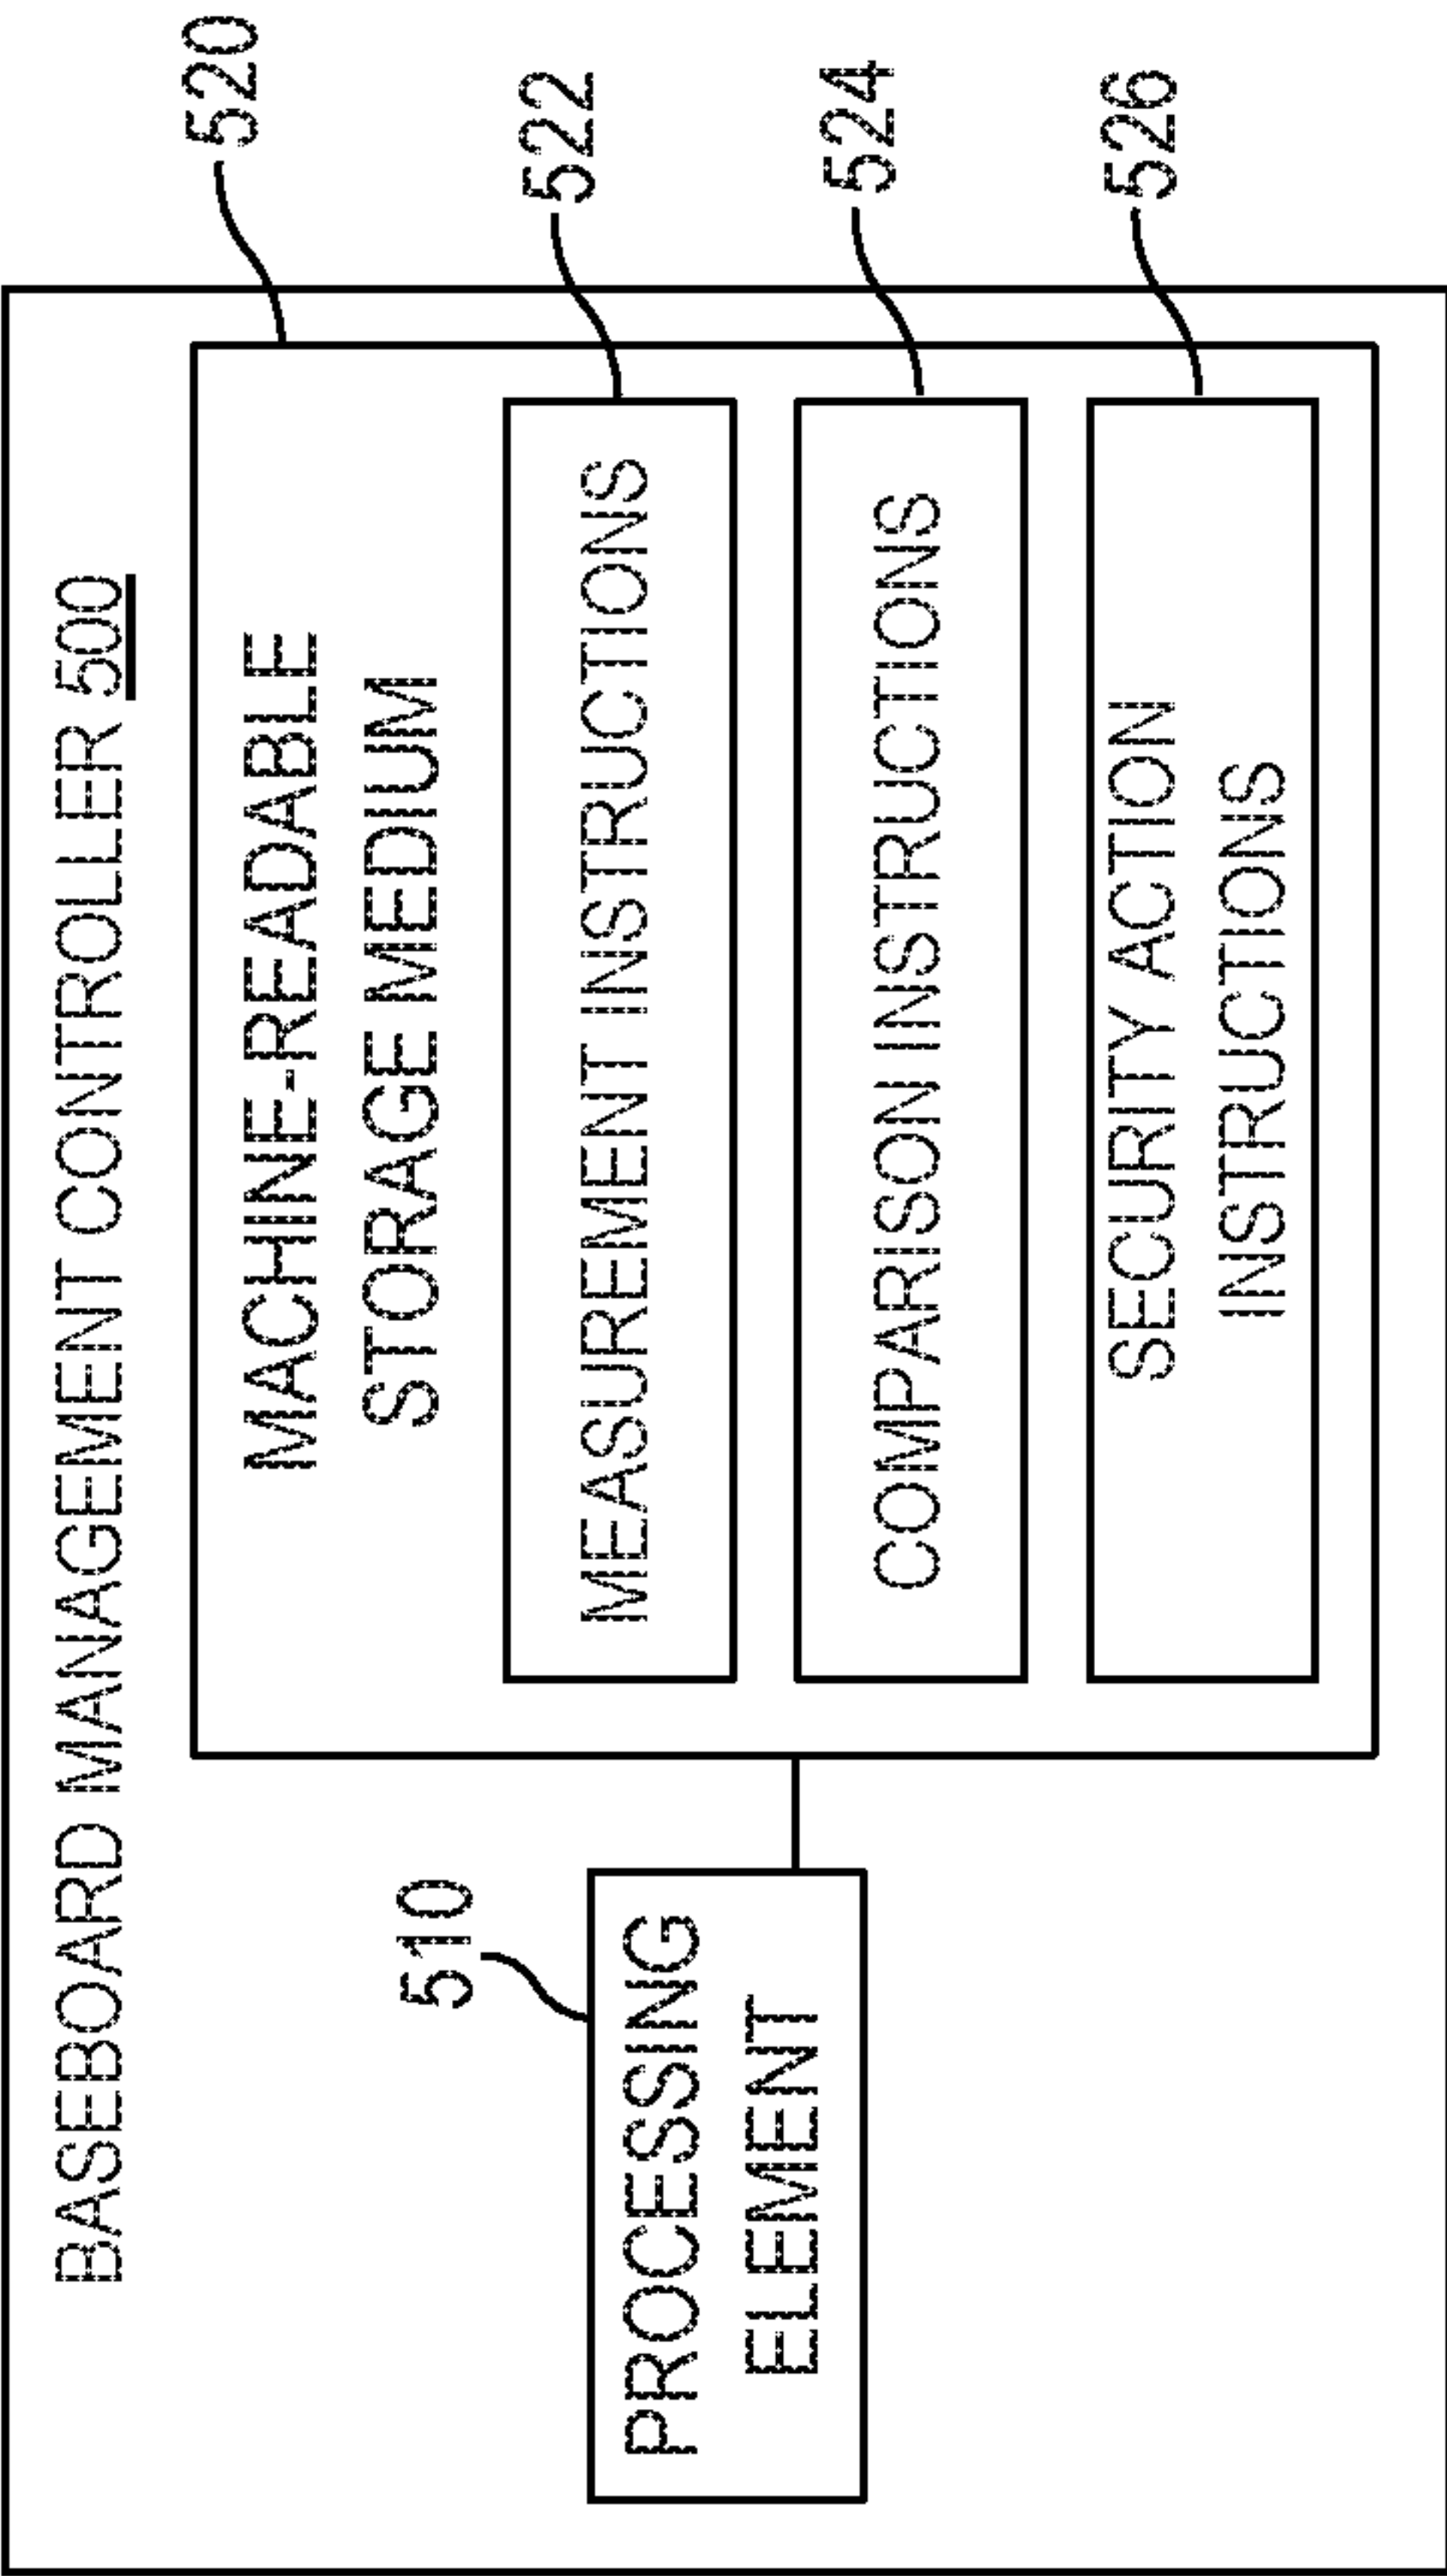 BASEBOARD MANAGEMENT CONTROLLER 500
510
PROCESSING
ELEMENT
520
MACHINE-READABLE
STORAGE MEDIUM
522
MEASUREMENT INSTRUCTIONS
524
COMPARISON INSTRUCTIONS
526
SECURITY ACTION
INSTRUCTIONS